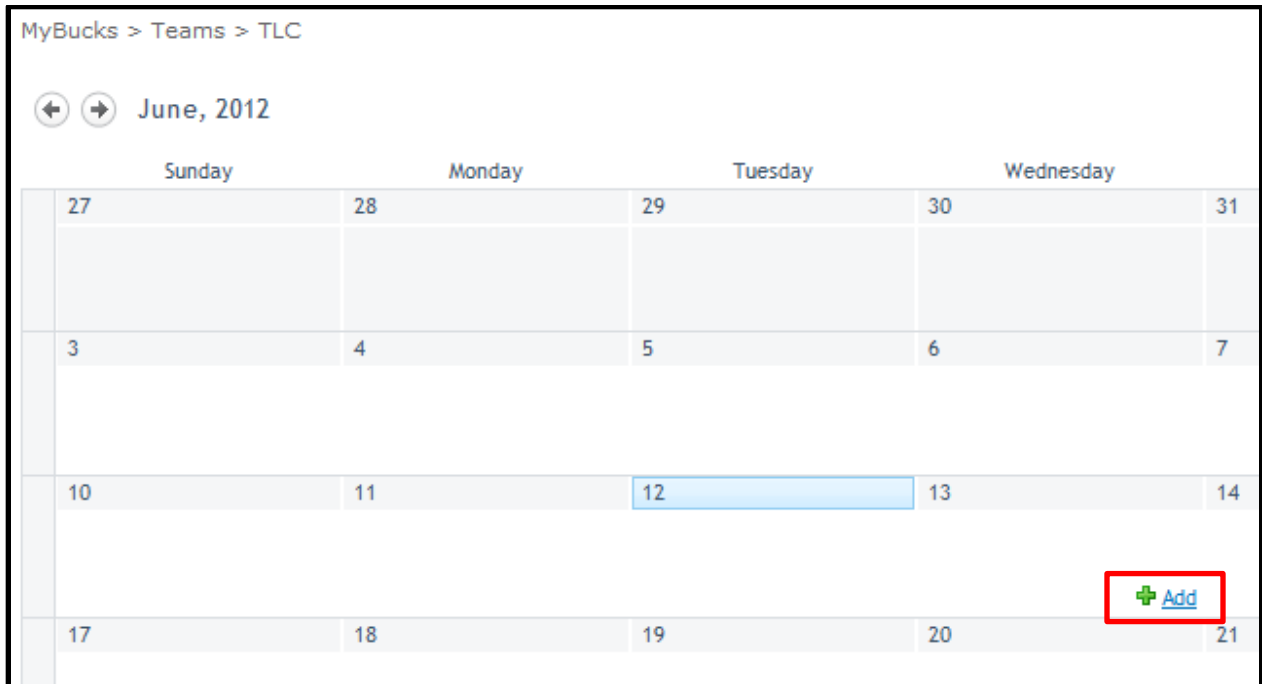 MyBucks > Teams > TLC
June, 2012
Sunday Monday Tuesday Wednesday
27 28 29 30 31
3 4 5 6 7
10 11 12 13 14
Add
17 18 19 20 21